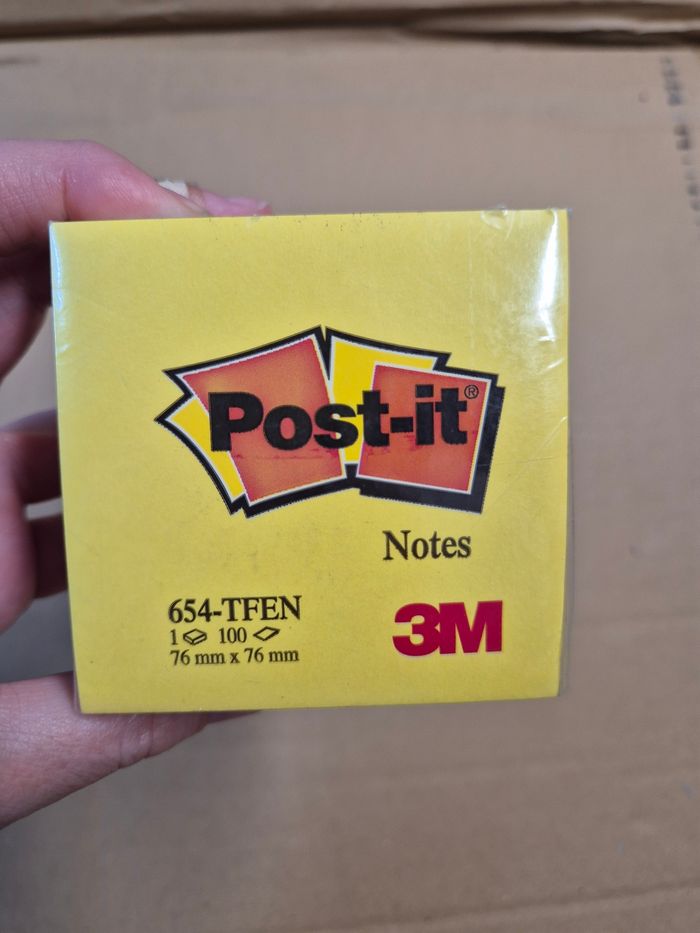 Post-it®
Notes
654-TFEN
1 100
76 mm x 76 mm
3M